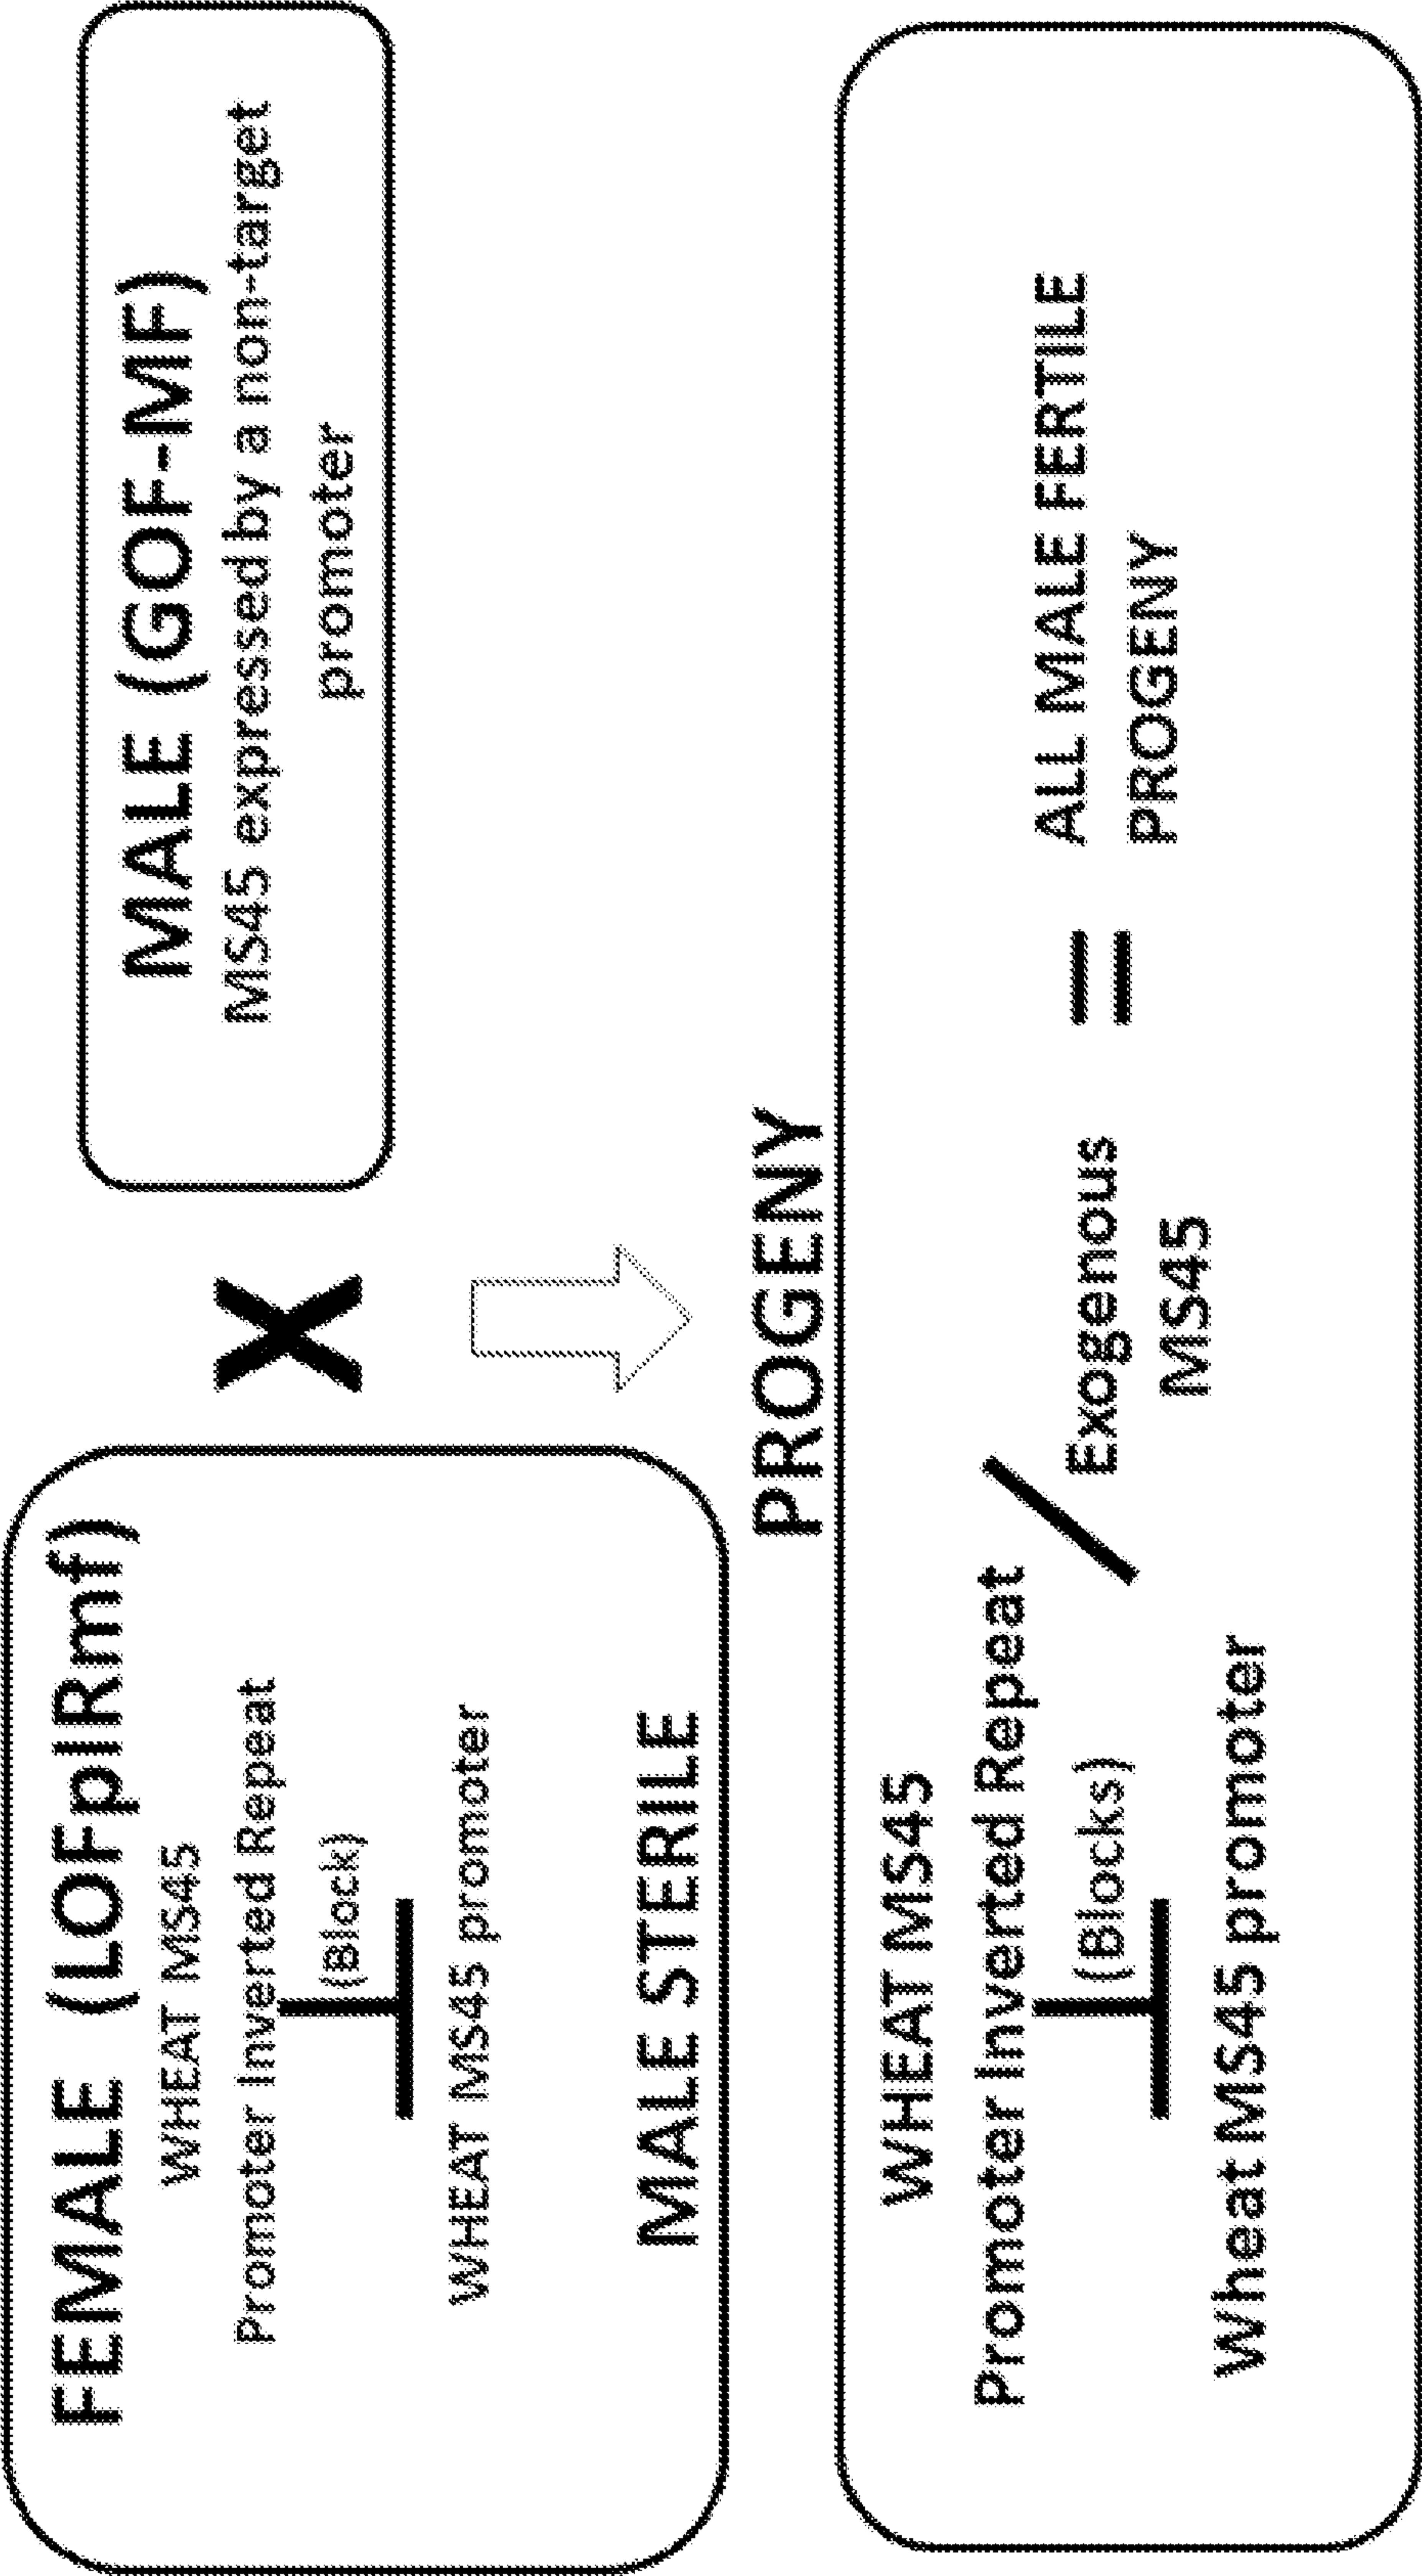 FEMALE (LOFpIRmf)
WHEAT MS45
Promoter Inverted Repeat
(Block)
WHEAT MS45 promoter
MALE STERILE
X
MALE (GOF-MF)
MS45 expressed by a non-target
promoter
PROGENY
WHEAT MS45
Promoter Inverted Repeat
(Blocks)
Wheat MS45 promoter
/
Exogenous
MS45
=
ALL MALE FERTILE
PROGENY